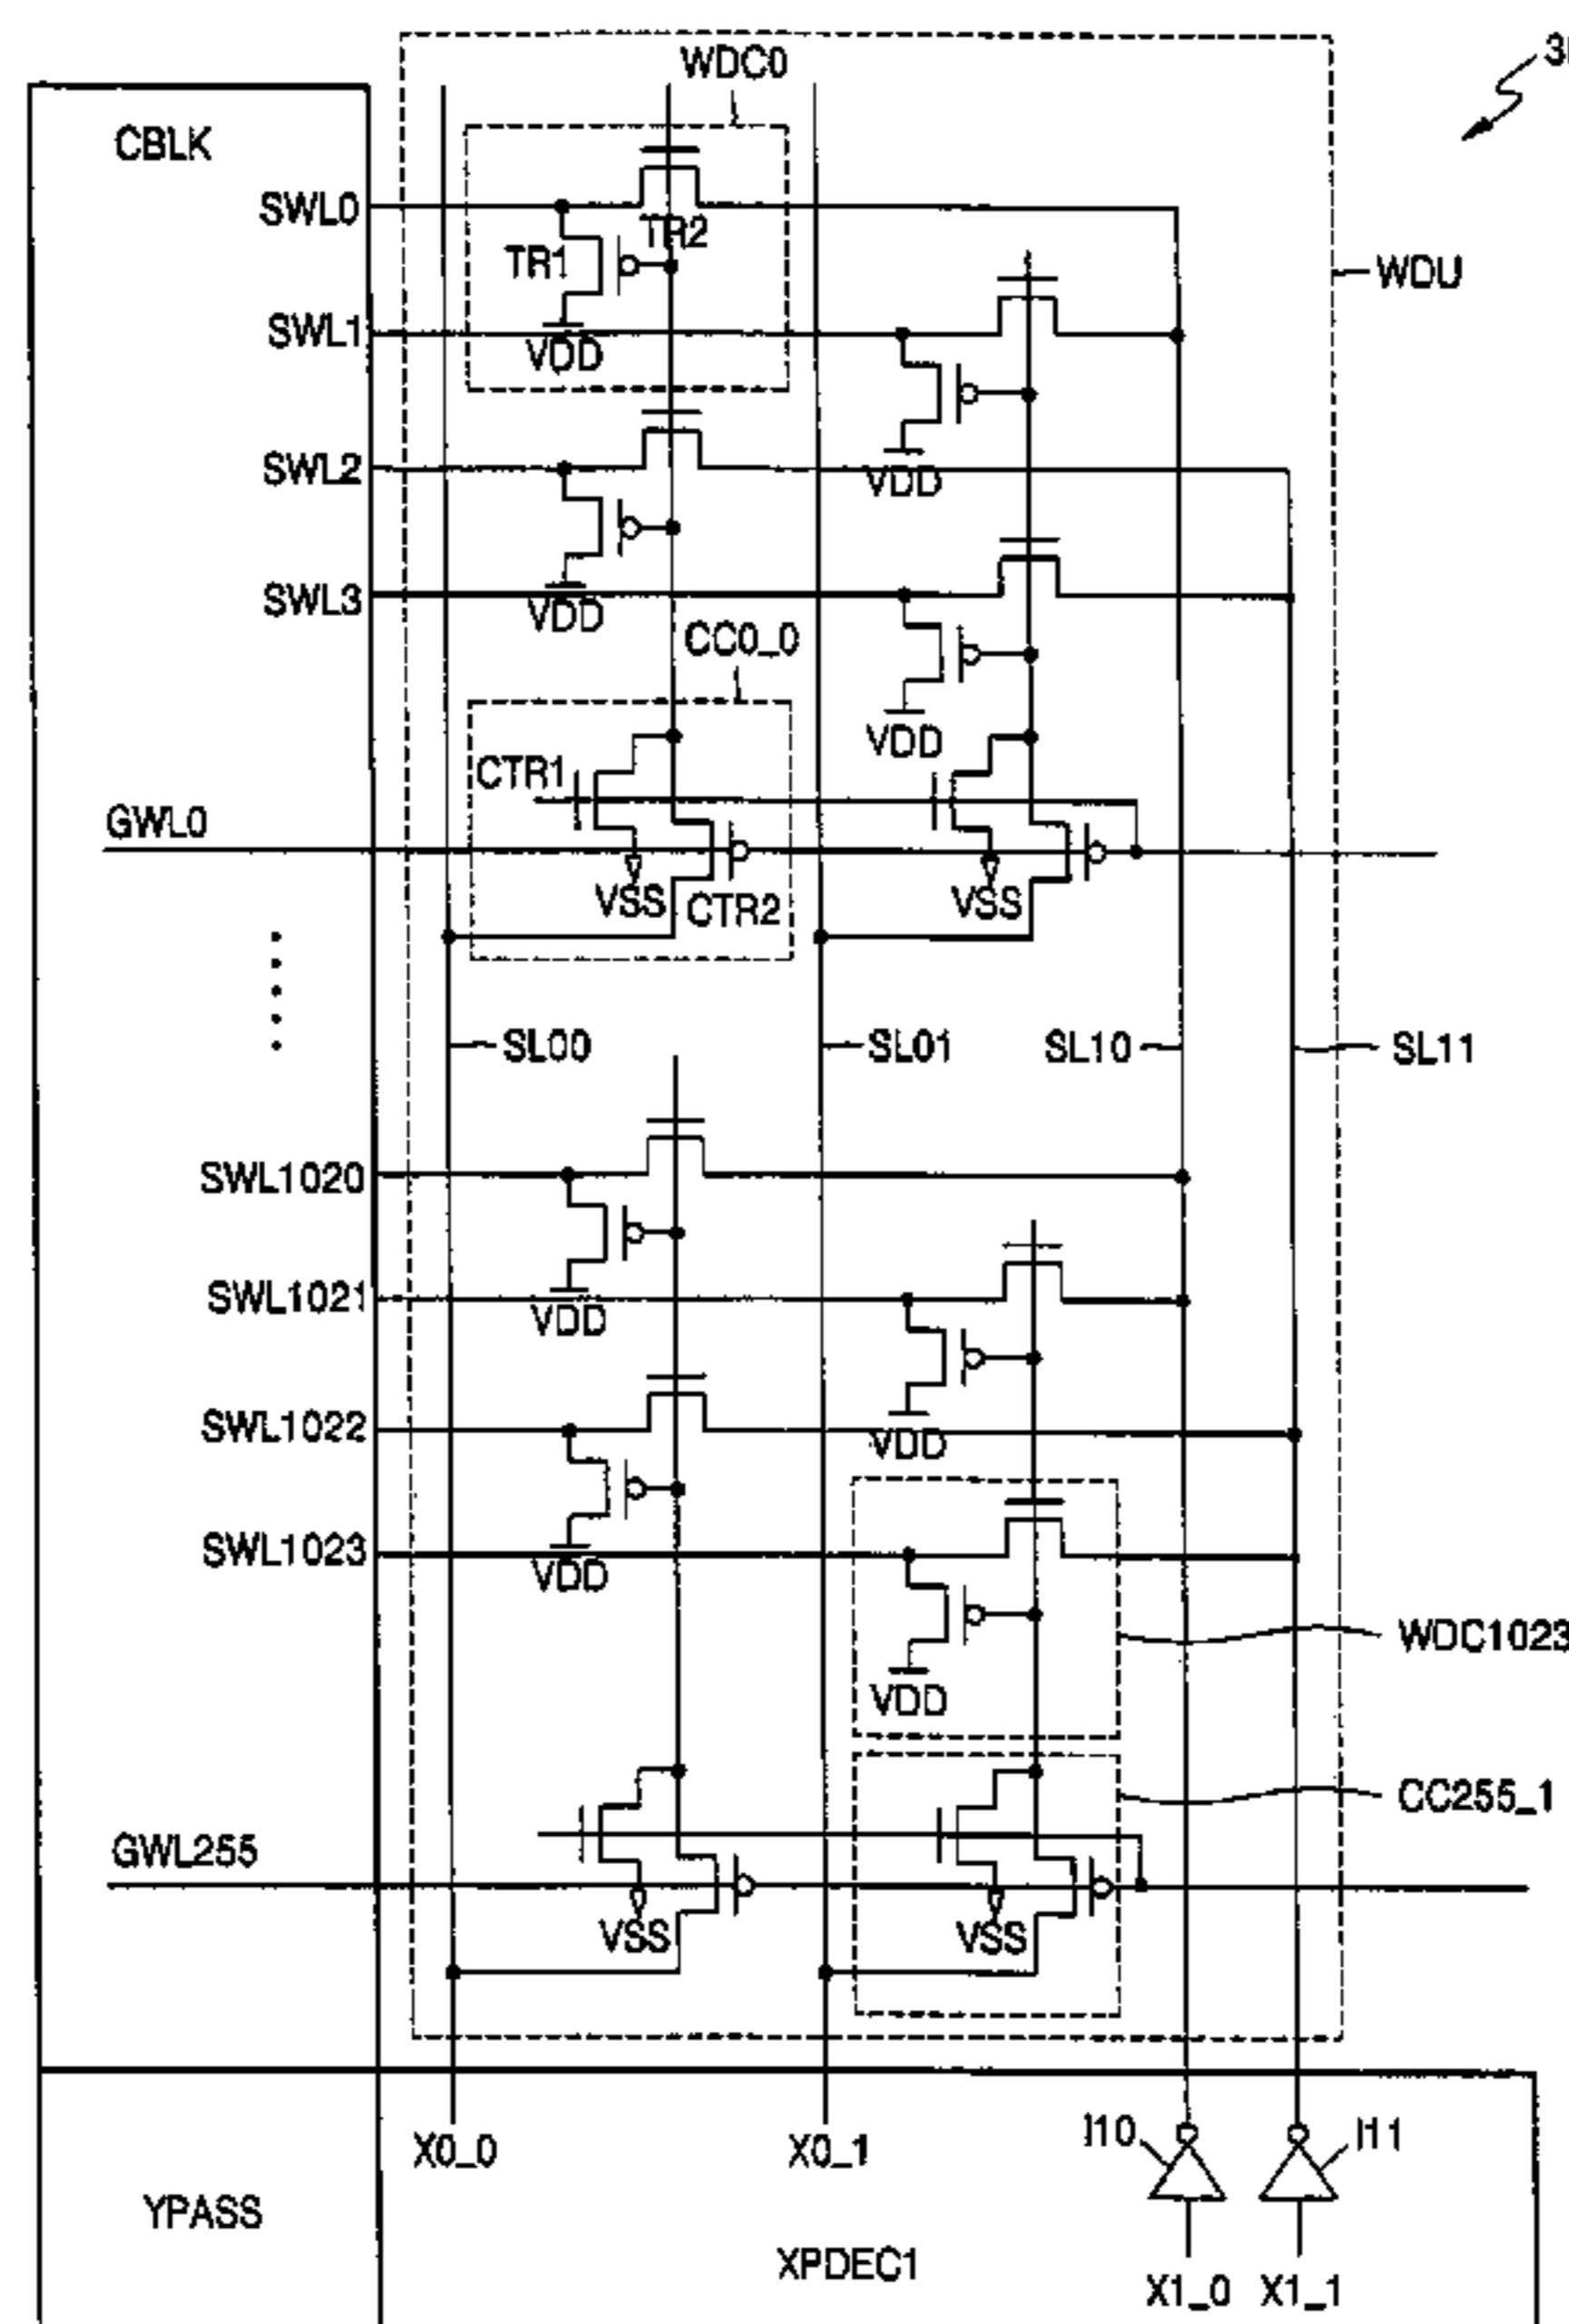 WDC0
CBLK
SWL0
TR2
TR1
WDU
SWL1
VDD
SWL2
VDD
SWL3
VDD
CC0_0
VDD
CTR1
GWL0
VSS
CTR2
VSS
SL00
SL01
SL10
SL11
SWL1020
SWL1021
VDD
SWL1022
VDD
SWL1023
VDD
WDC1023
VDD
CC255_1
GWL255
VSS
VSS
X0_0
X0_1
I10
I11
YPASS
XPDEC1
X1_0
X1_1